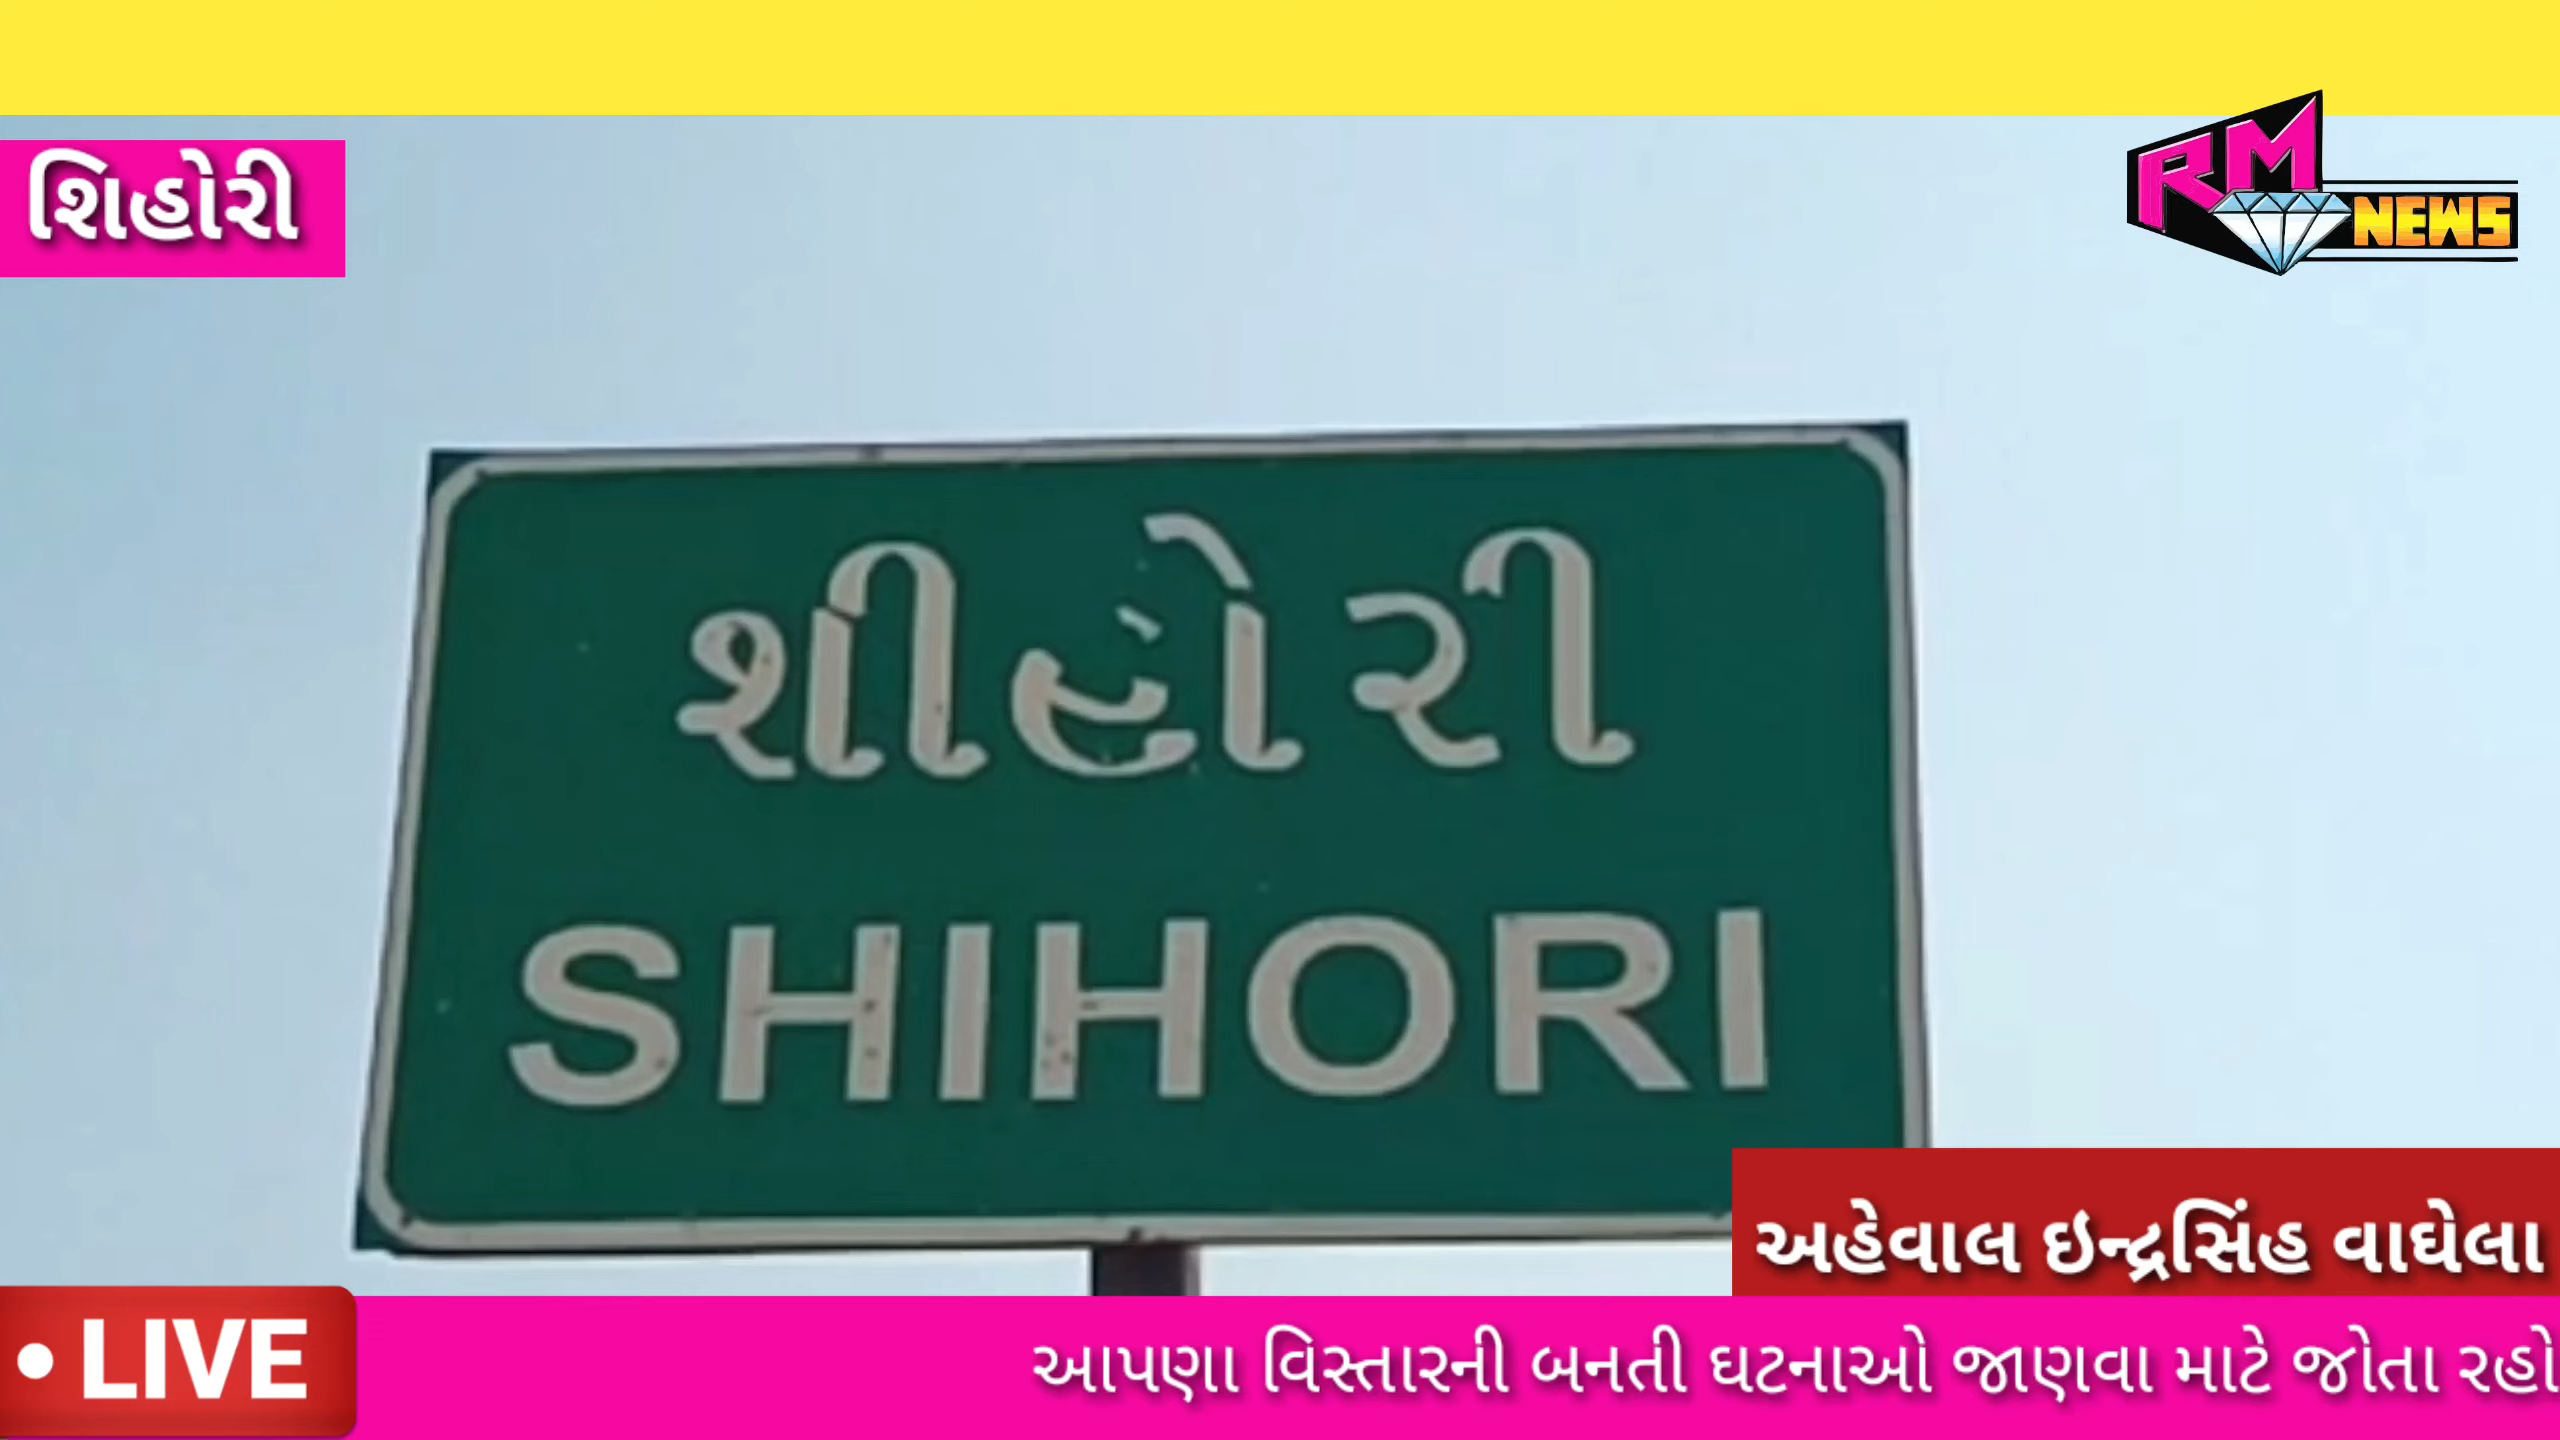 શિહોરી
RM NEWS
શીહોરી
SHIHORI
અહેવાલ ઇન્દ્રસિંહ વાઘેલા
• LIVE
આપણા વિસ્તારની બનતી ઘટનાઓ જાણવા માટે જોતા રહો